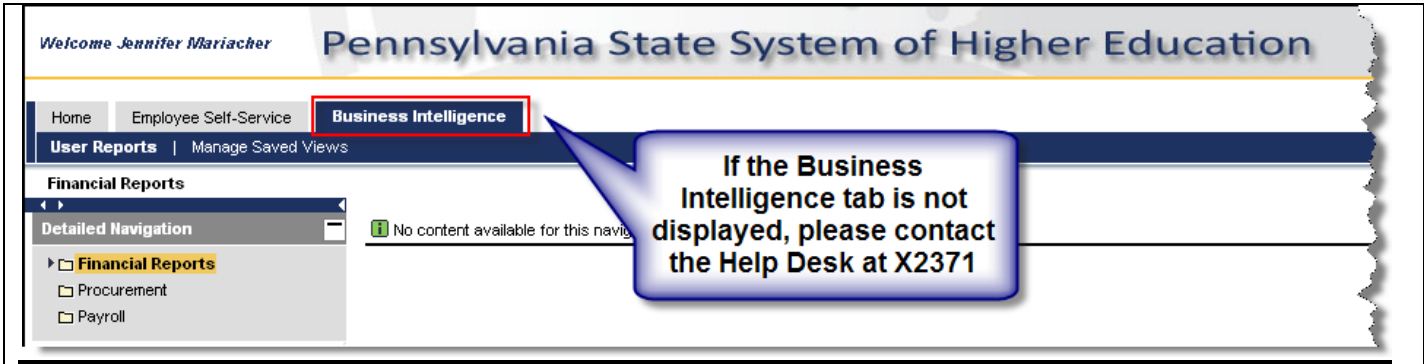 Welcome Jennifer Mariacher
Pennsylvania State System of Higher Education
Home Employee Self-Service Business Intelligence
User Reports | Manage Saved Views
Financial Reports
Detailed Navigation
No content available for this navig
Financial Reports
Procurement
Payroll
If the Business
Intelligence tab is not
displayed, please contact
the Help Desk at X2371